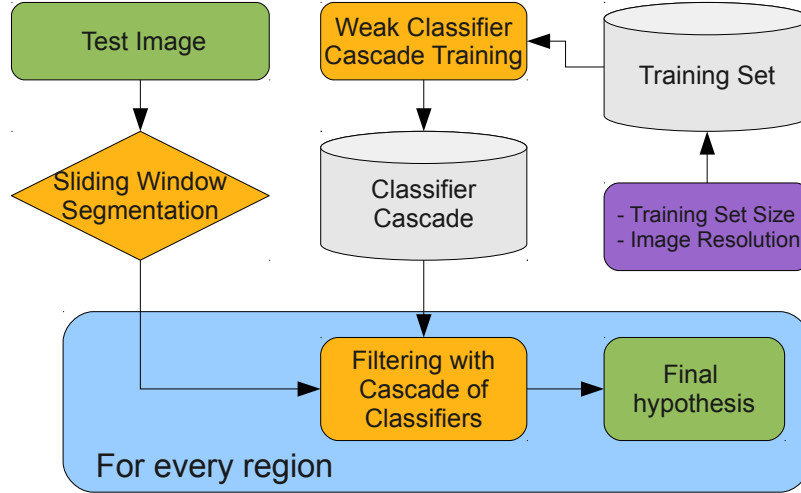 Test Image
Weak Classifier
Cascade Training
Training Set
Sliding Window
Segmentation
Classifier
Cascade
- Training Set Size
- Image Resolution
Filtering with
Cascade of
Classifiers
Final
hypothesis
For every region